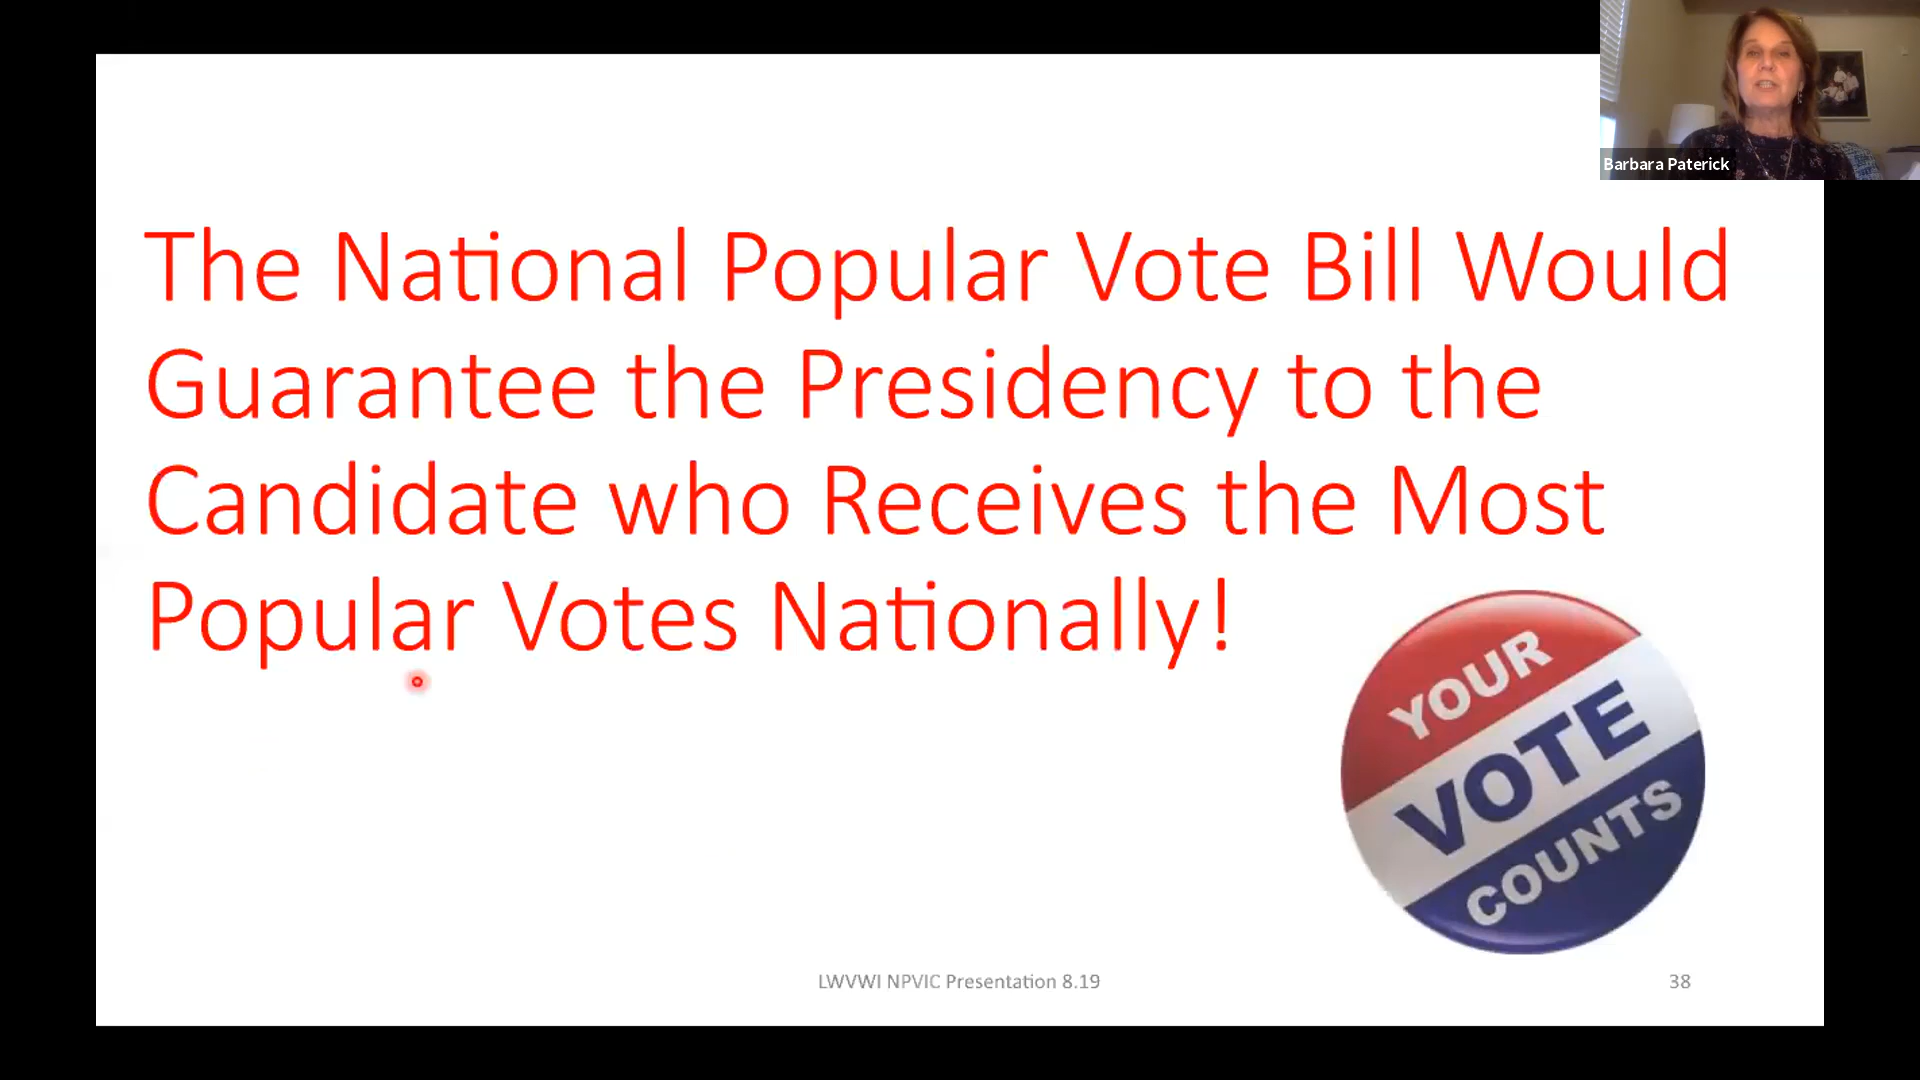 Barbara Paterick
The National Popular Vote Bill Would
Guarantee the Presidency to the
Candidate who Receives the Most
Popular Votes Nationally!
YOUR
VOTE
COUNTS
LWVWI NPVIC Presentation 8.19
38